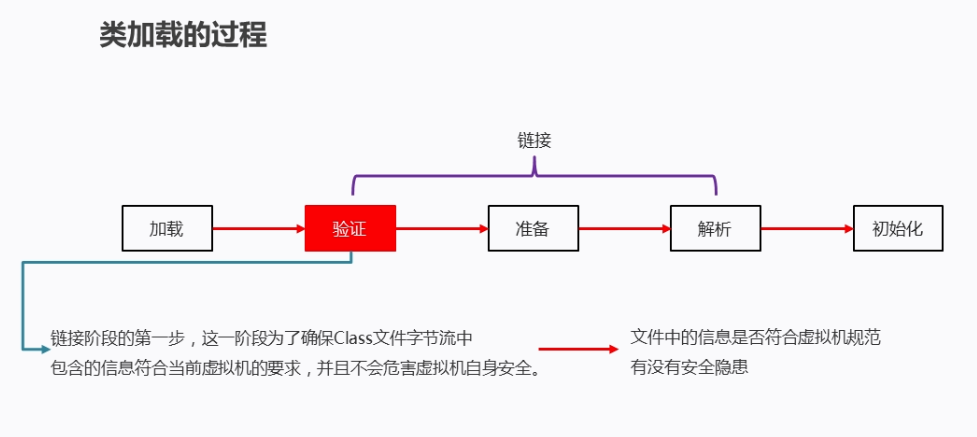 类加载的过程
链接
加载
验证
准备
解析
初始化
链接阶段的第一步，这一阶段为了确保Class文件字节流中
包含的信息符合当前虚拟机的要求，并且不会危害虚拟机自身安全。
文件中的信息是否符合虚拟机规范
有没有安全隐患